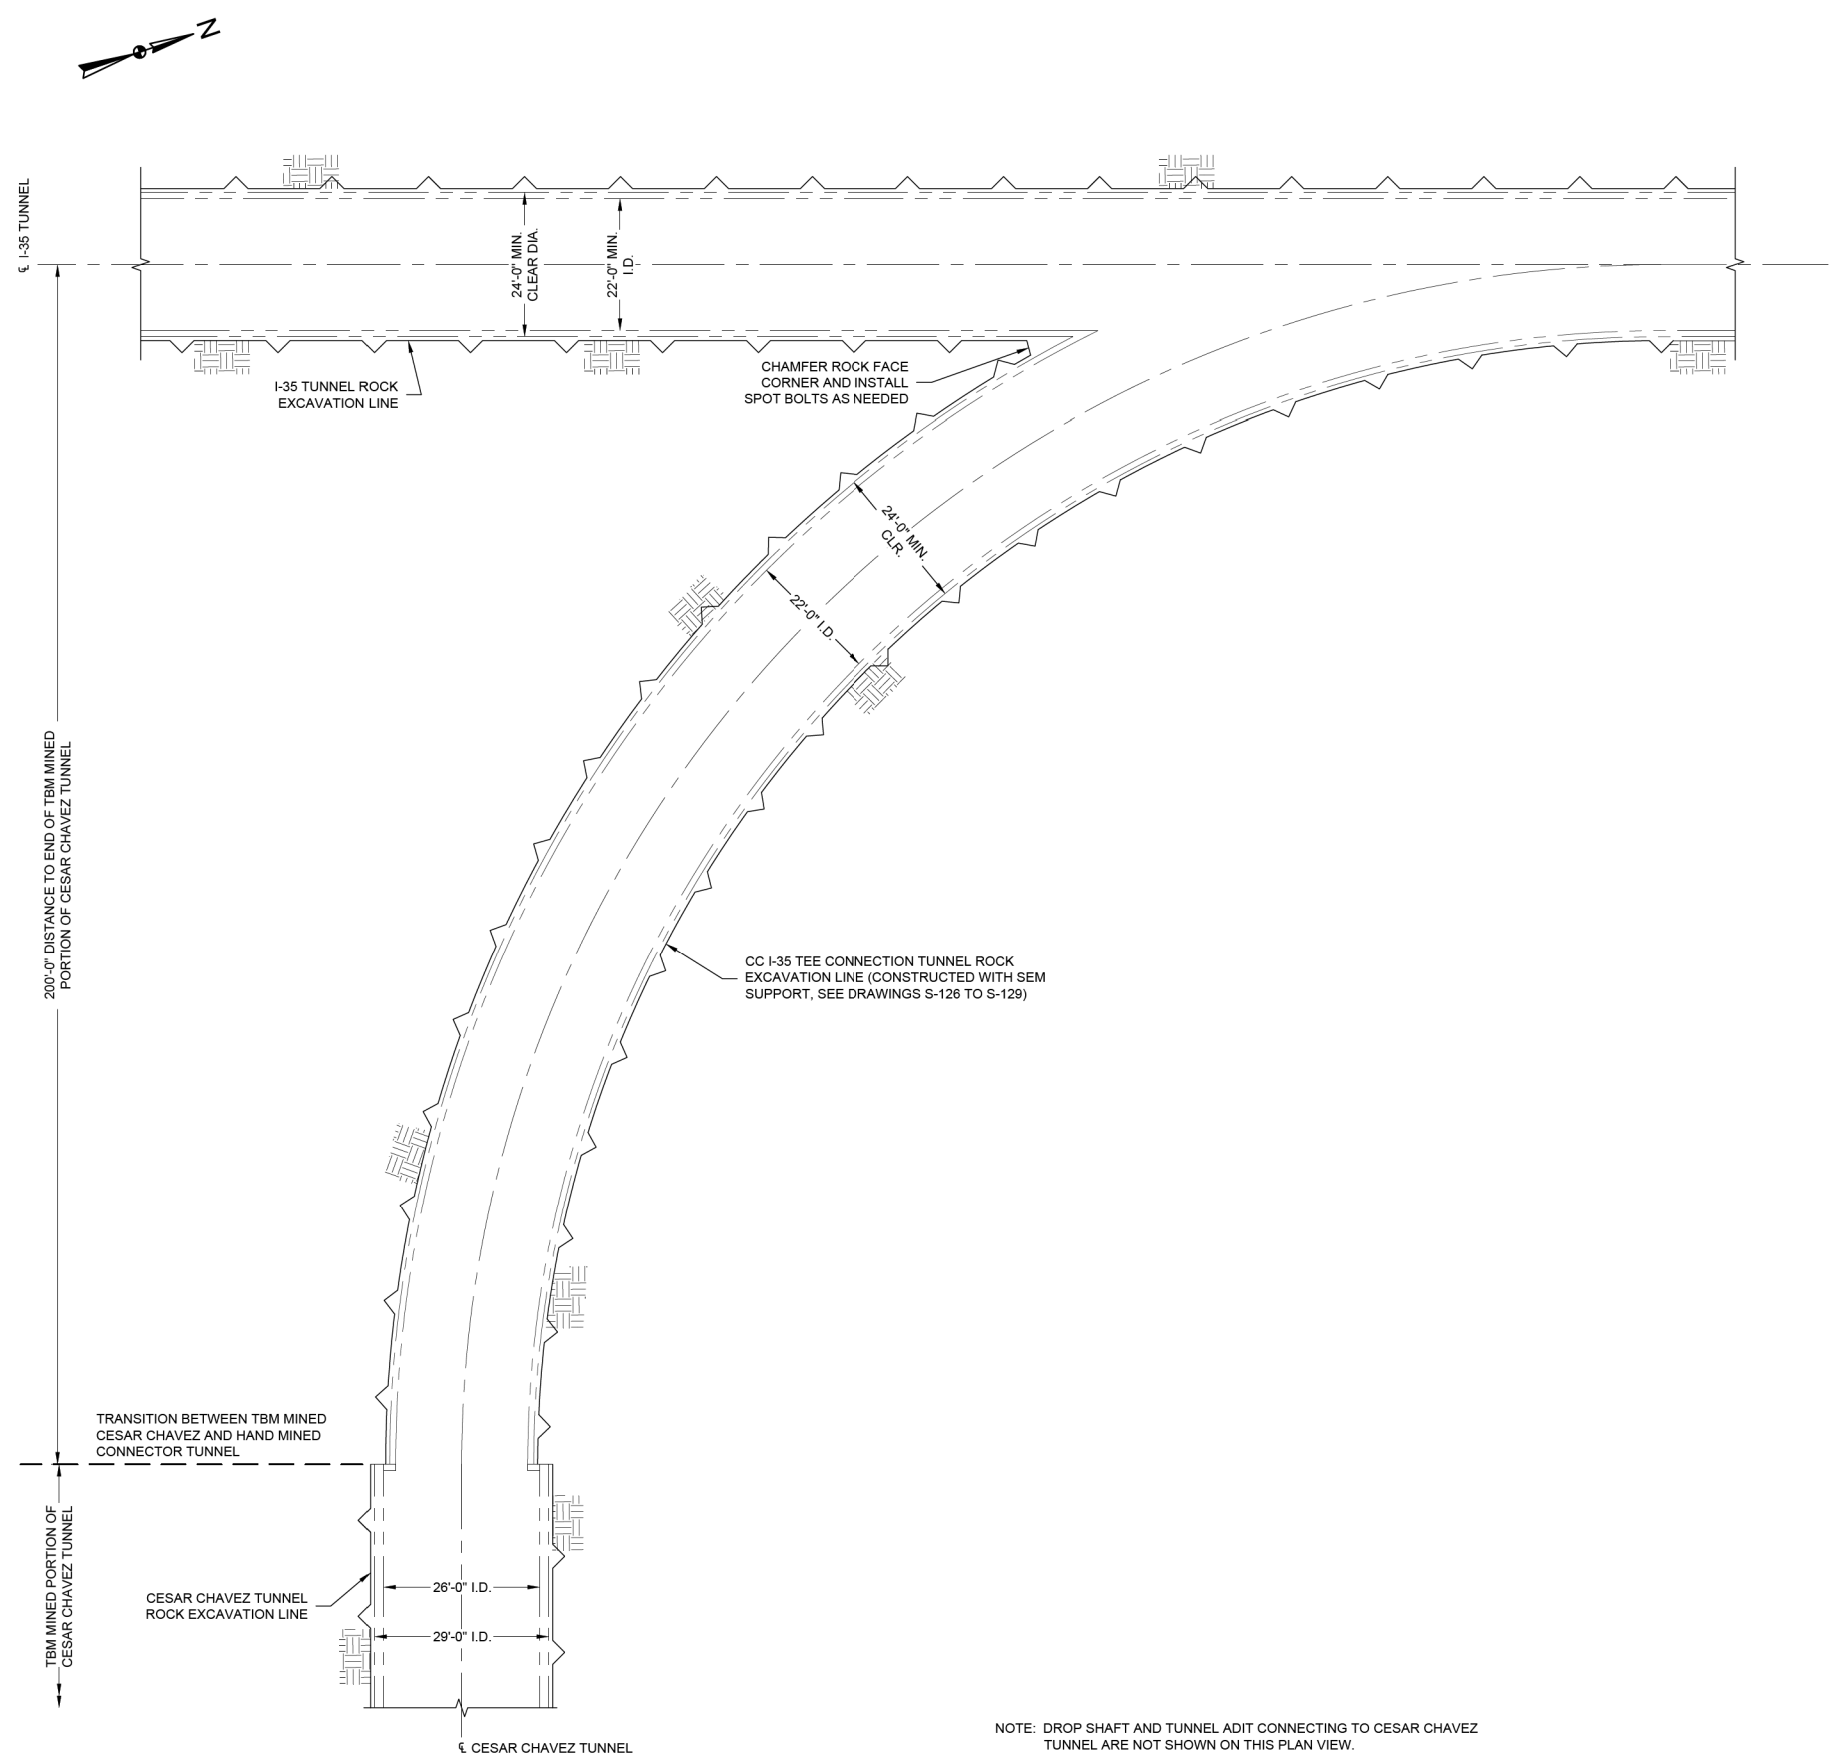 N
℄ I-35 TUNNEL
24'-0" MIN.
CLEAR DIA.
22'-0" MIN.
I.D.
I-35 TUNNEL ROCK
EXCAVATION LINE
CHAMFER ROCK FACE
CORNER AND INSTALL
SPOT BOLTS AS NEEDED
24'-0" MIN.
CLR.
22'-0" I.D.
200'-0" DISTANCE TO END OF TBM MINED
PORTION OF CESAR CHAVEZ TUNNEL
CC I-35 TEE CONNECTION TUNNEL ROCK
EXCAVATION LINE (CONSTRUCTED WITH SEM
SUPPORT, SEE DRAWINGS S-126 TO S-129)
TRANSITION BETWEEN TBM MINED
CESAR CHAVEZ AND HAND MINED
CONNECTOR TUNNEL
TBM MINED PORTION OF
CESAR CHAVEZ TUNNEL
CESAR CHAVEZ TUNNEL
ROCK EXCAVATION LINE
26'-0" I.D.
29'-0" I.D.
℄ CESAR CHAVEZ TUNNEL
NOTE: DROP SHAFT AND TUNNEL ADIT CONNECTING TO CESAR CHAVEZ
TUNNEL ARE NOT SHOWN ON THIS PLAN VIEW.